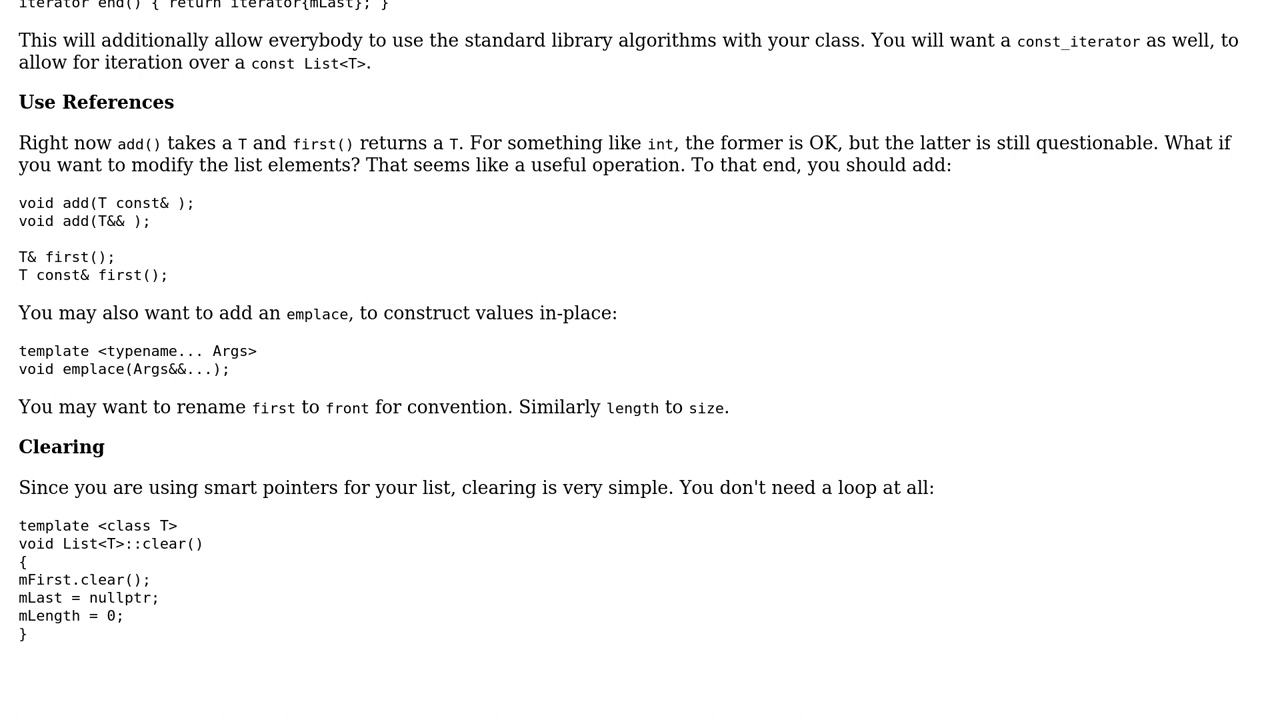 iterator end() { return iterator{mLast}; }
This will additionally allow everybody to use the standard library algorithms with your class. You will want a const_iterator as well, to
allow for iteration over a const List<T>.
Use References
Right now add() takes a T and first() returns a T. For something like int, the former is OK, but the latter is still questionable. What if
you want to modify the list elements? That seems like a useful operation. To that end, you should add:
void add(T const& );
void add(T&& );
T& first();
T const& first();
You may also want to add an emplace, to construct values in-place:
template <typename... Args>
void emplace(Args&&...);
You may want to rename first to front for convention. Similarly length to size.
Clearing
Since you are using smart pointers for your list, clearing is very simple. You don't need a loop at all:
template <class T>
void List<T>::clear()
{
mFirst.clear();
mLast = nullptr;
mLength = 0;
}